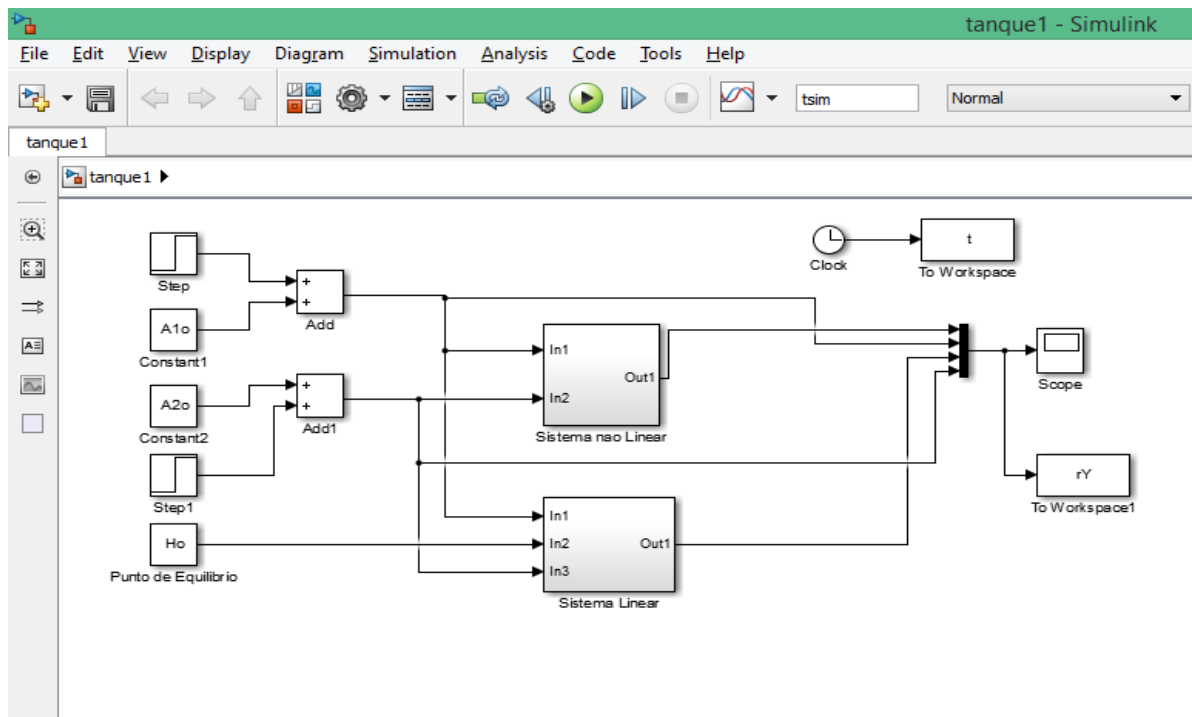 tanque1 - Simulink
File Edit View Display Diagram Simulation Analysis Code Tools Help
tsim Normal
tanque1
tanque1
Step
+
+
Add
A1o
Constant1
A2o
Constant2
+
+
Add1
Step1
Ho
Punto de Equilibrio
In1
In2
Out1
Sistema nao Linear
In1
In2
In3
Out1
Sistema Linear
Clock
t
To Workspace
Scope
rY
To Workspace1